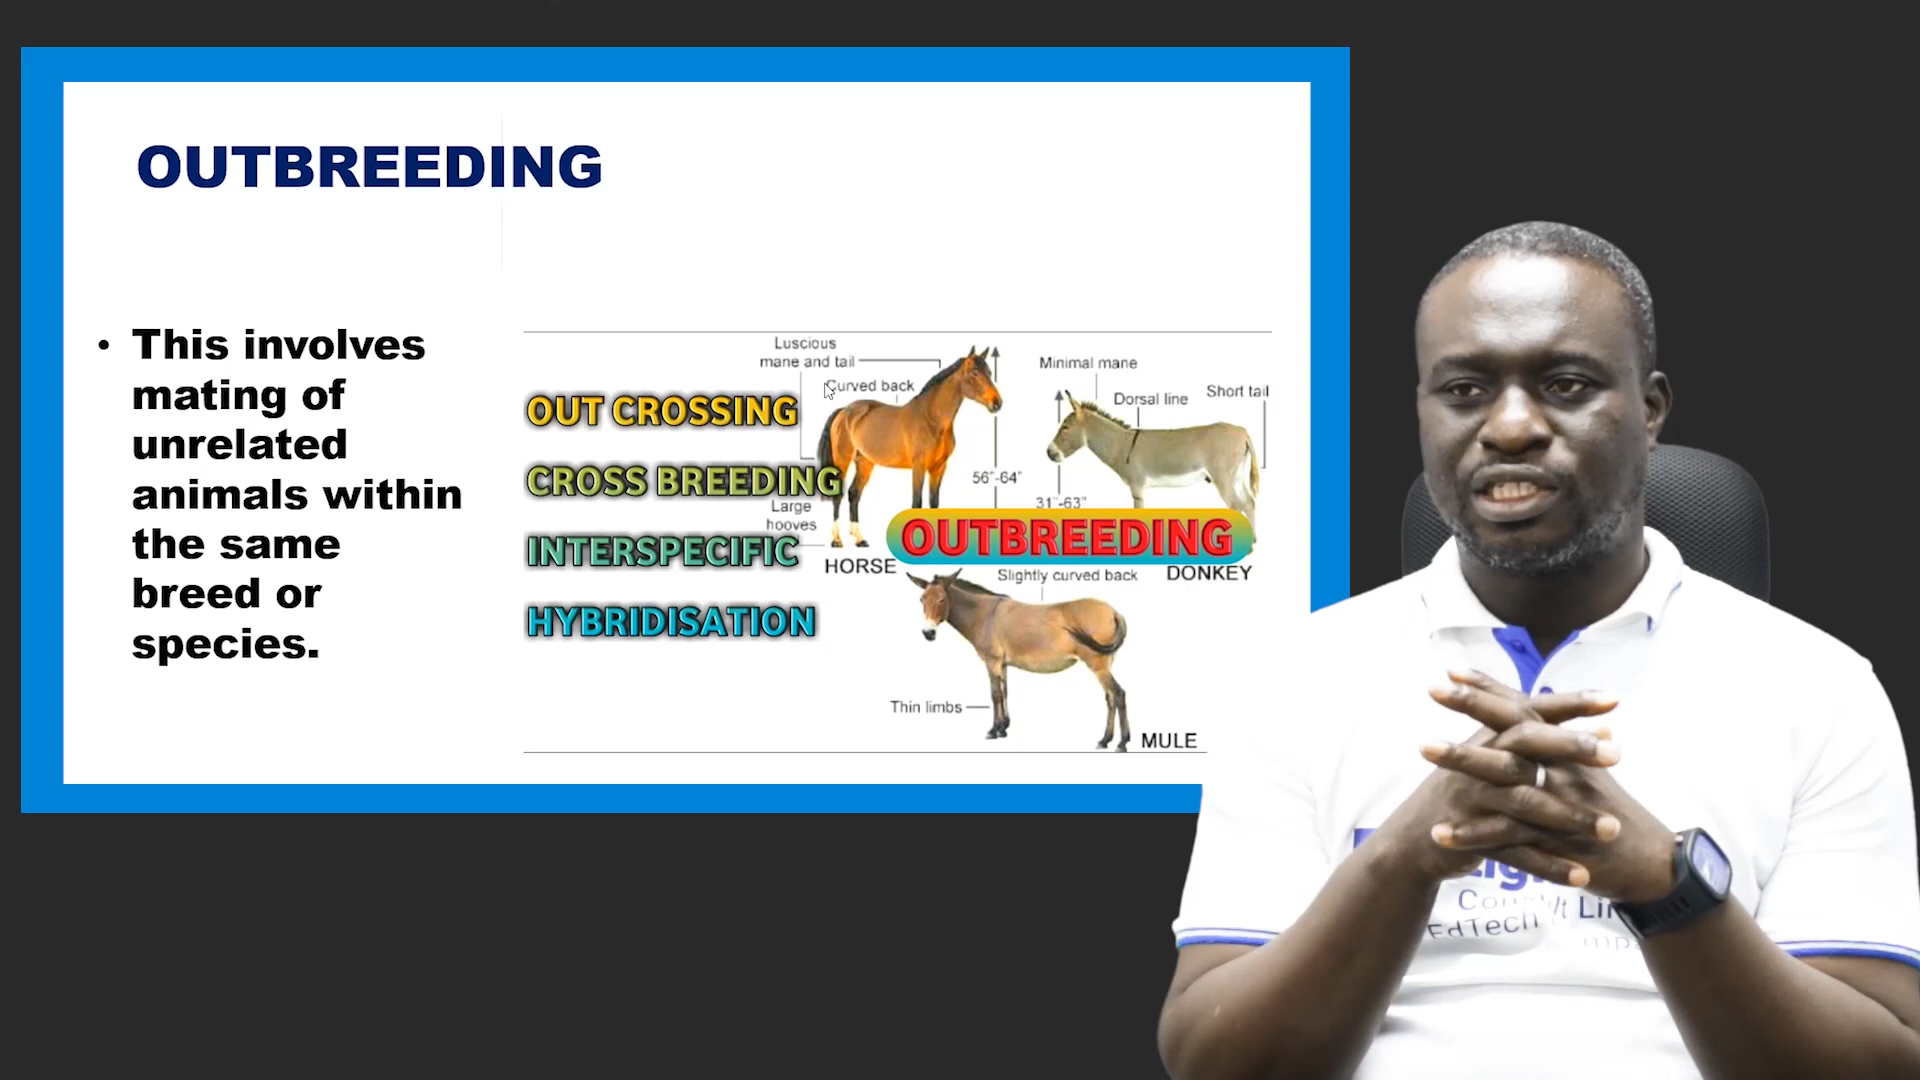 OUTBREEDING
• This involves
mating of
unrelated
animals within
the same
breed or
species.
OUT CROSSING
CROSS BREEDING
INTERSPECIFIC
HYBRIDISATION
Luscious
mane and tail
Curved back
56"-64"
Large
hooves
HORSE
Minimal mane
Dorsal line
Short tail
31"-63"
OUTBREEDING
DONKEY
Slightly curved back
Thin limbs
MULE
EdTech